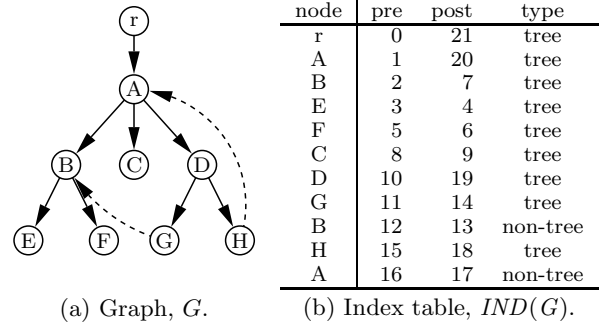 r
A
B
C
D
E
F
G
H
(a) Graph, G.
node pre post type
r 0 21 tree
A 1 20 tree
B 2 7 tree
E 3 4 tree
F 5 6 tree
C 8 9 tree
D 10 19 tree
G 11 14 tree
B 12 13 non-tree
H 15 18 tree
A 16 17 non-tree
(b) Index table, IND(G).